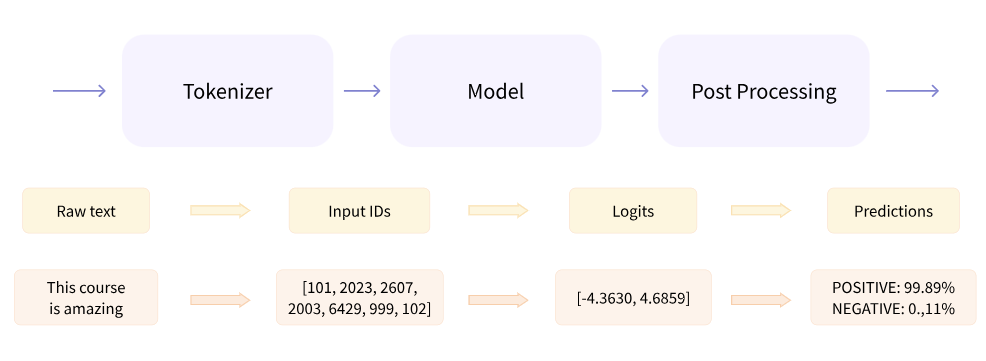 Tokenizer
Model
Post Processing
Raw text
Input IDs
Logits
Predictions
This course
is amazing
[101, 2023, 2607,
2003, 6429, 999, 102]
[-4.3630, 4.6859]
POSITIVE: 99.89%
NEGATIVE: 0.,11%